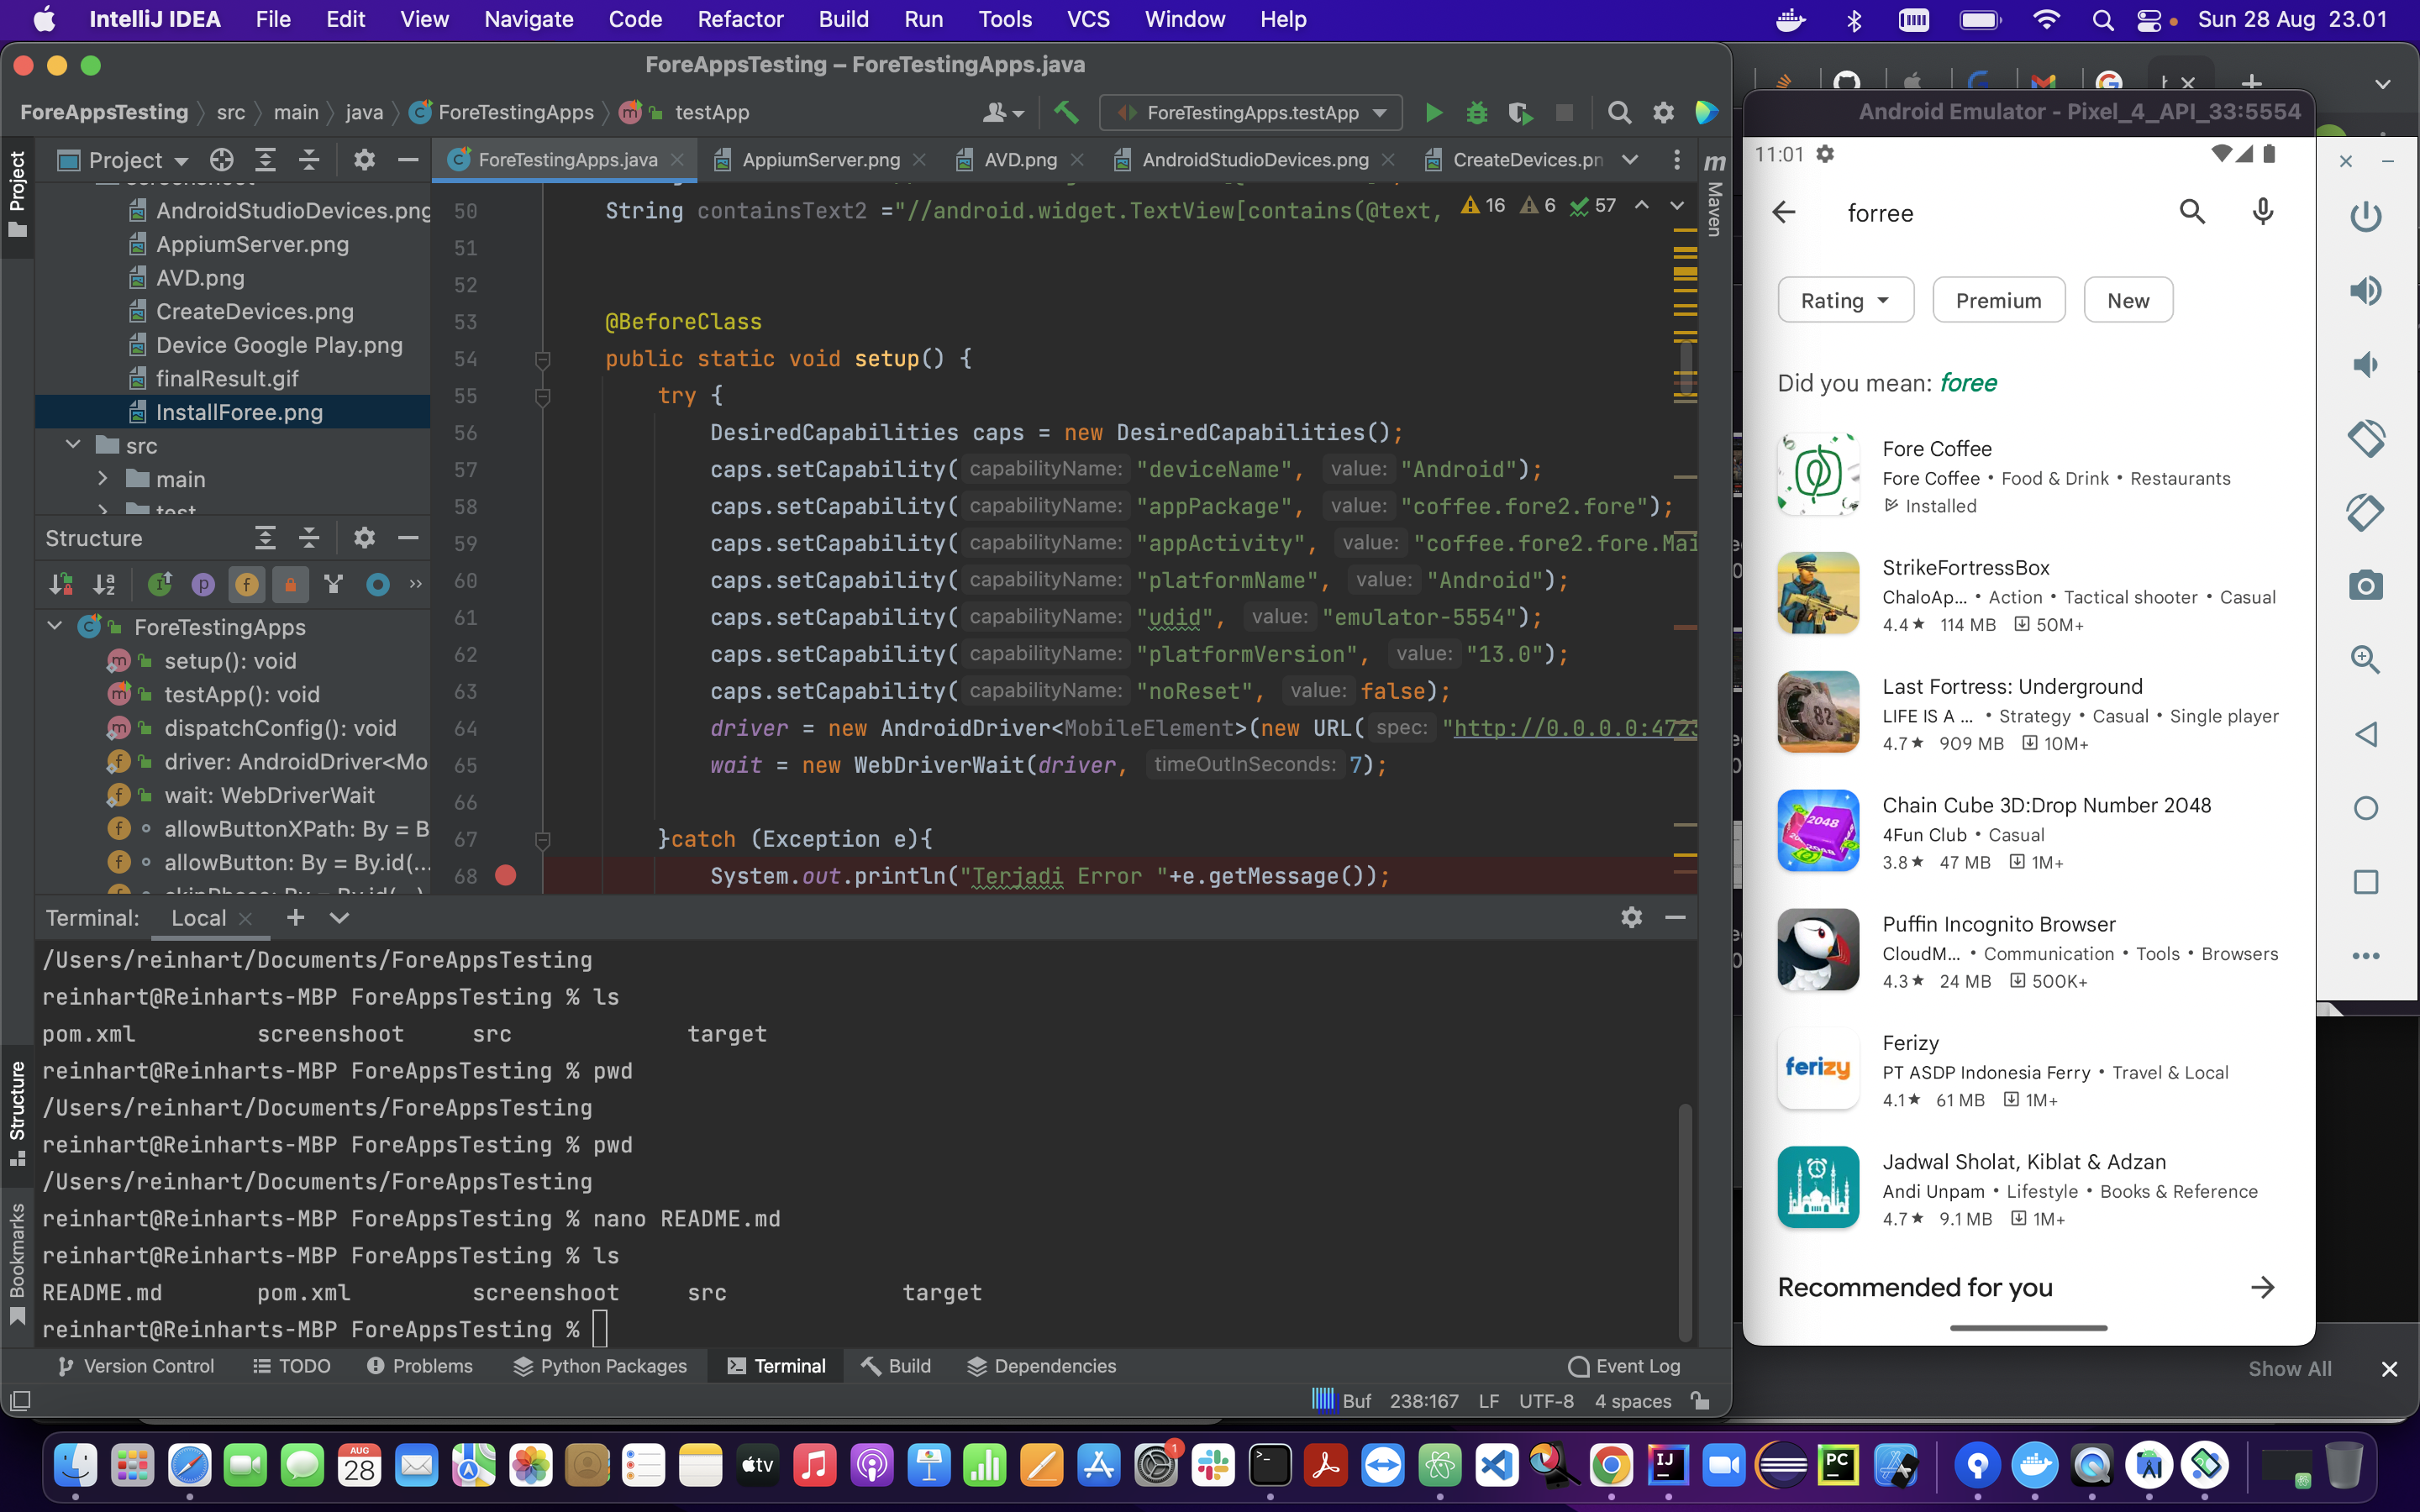 IntelliJ IDEA File Edit View Navigate Code Refactor Build Run Tools VCS Window Help Sun 28 Aug 23.01
ForeAppsTesting – ForeTestingApps.java
ForeAppsTesting src main java ForeTestingApps testApp ForeTestingApps.testApp
Project
ForeTestingApps.java AppiumServer.png AVD.png AndroidStudioDevices.png CreateDevices.pn
Project
Maven
AndroidStudioDevices.png
AppiumServer.png
AVD.png
CreateDevices.png
Device Google Play.png
finalResult.gif
InstallForee.png
src
main
test
Structure
ForeTestingApps
setup(): void
testApp(): void
dispatchConfig(): void
driver: AndroidDriver<Mo
wait: WebDriverWait
allowButtonXPath: By = B
allowButton: By = By.id(...
16 6 57
50 String containsText2 ="//android.widget.TextView[contains(@text,
51
52
53 @BeforeClass
54 public static void setup() {
55 try {
56 DesiredCapabilities caps = new DesiredCapabilities();
57 caps.setCapability( capabilityName: "deviceName", value: "Android");
58 caps.setCapability( capabilityName: "appPackage", value: "coffee.fore2.fore");
59 caps.setCapability( capabilityName: "appActivity", value: "coffee.fore2.fore.Mai
60 caps.setCapability( capabilityName: "platformName", value: "Android");
61 caps.setCapability( capabilityName: "udid", value: "emulator-5554");
62 caps.setCapability( capabilityName: "platformVersion", value: "13.0");
63 caps.setCapability( capabilityName: "noReset", value: false);
64 driver = new AndroidDriver<MobileElement>(new URL( spec: "http://0.0.0.0:4723
65 wait = new WebDriverWait(driver, timeOutInSeconds: 7);
66
67 }catch (Exception e){
68 System.out.println("Terjadi Error "+e.getMessage());
Terminal: Local
/Users/reinhart/Documents/ForeAppsTesting
reinhart@Reinharts-MBP ForeAppsTesting % ls
pom.xml screenshoot src target
reinhart@Reinharts-MBP ForeAppsTesting % pwd
/Users/reinhart/Documents/ForeAppsTesting
reinhart@Reinharts-MBP ForeAppsTesting % pwd
/Users/reinhart/Documents/ForeAppsTesting
reinhart@Reinharts-MBP ForeAppsTesting % nano README.md
reinhart@Reinharts-MBP ForeAppsTesting % ls
README.md pom.xml screenshoot src target
reinhart@Reinharts-MBP ForeAppsTesting %
Structure
Bookmarks
Version Control TODO Problems Python Packages Terminal Build Dependencies Event Log
Buf 238:167 LF UTF-8 4 spaces
Android Emulator - Pixel_4_API_33:5554
11:01
forree
Rating Premium New
Did you mean: foree
Fore Coffee
Fore Coffee • Food & Drink • Restaurants
Installed
StrikeFortressBox
ChaloAp... • Action • Tactical shooter • Casual
4.4★ 114 MB 50M+
Last Fortress: Underground
LIFE IS A ... • Strategy • Casual • Single player
4.7★ 909 MB 10M+
Chain Cube 3D:Drop Number 2048
4Fun Club • Casual
3.8★ 47 MB 1M+
Puffin Incognito Browser
CloudM... • Communication • Tools • Browsers
4.3★ 24 MB 500K+
ferizy
Ferizy
PT ASDP Indonesia Ferry • Travel & Local
4.1★ 61 MB 1M+
Jadwal Sholat, Kiblat & Adzan
Andi Unpam • Lifestyle • Books & Reference
4.7★ 9.1 MB 1M+
Recommended for you
Show All
AUG
28
tv
1
IJ
PC